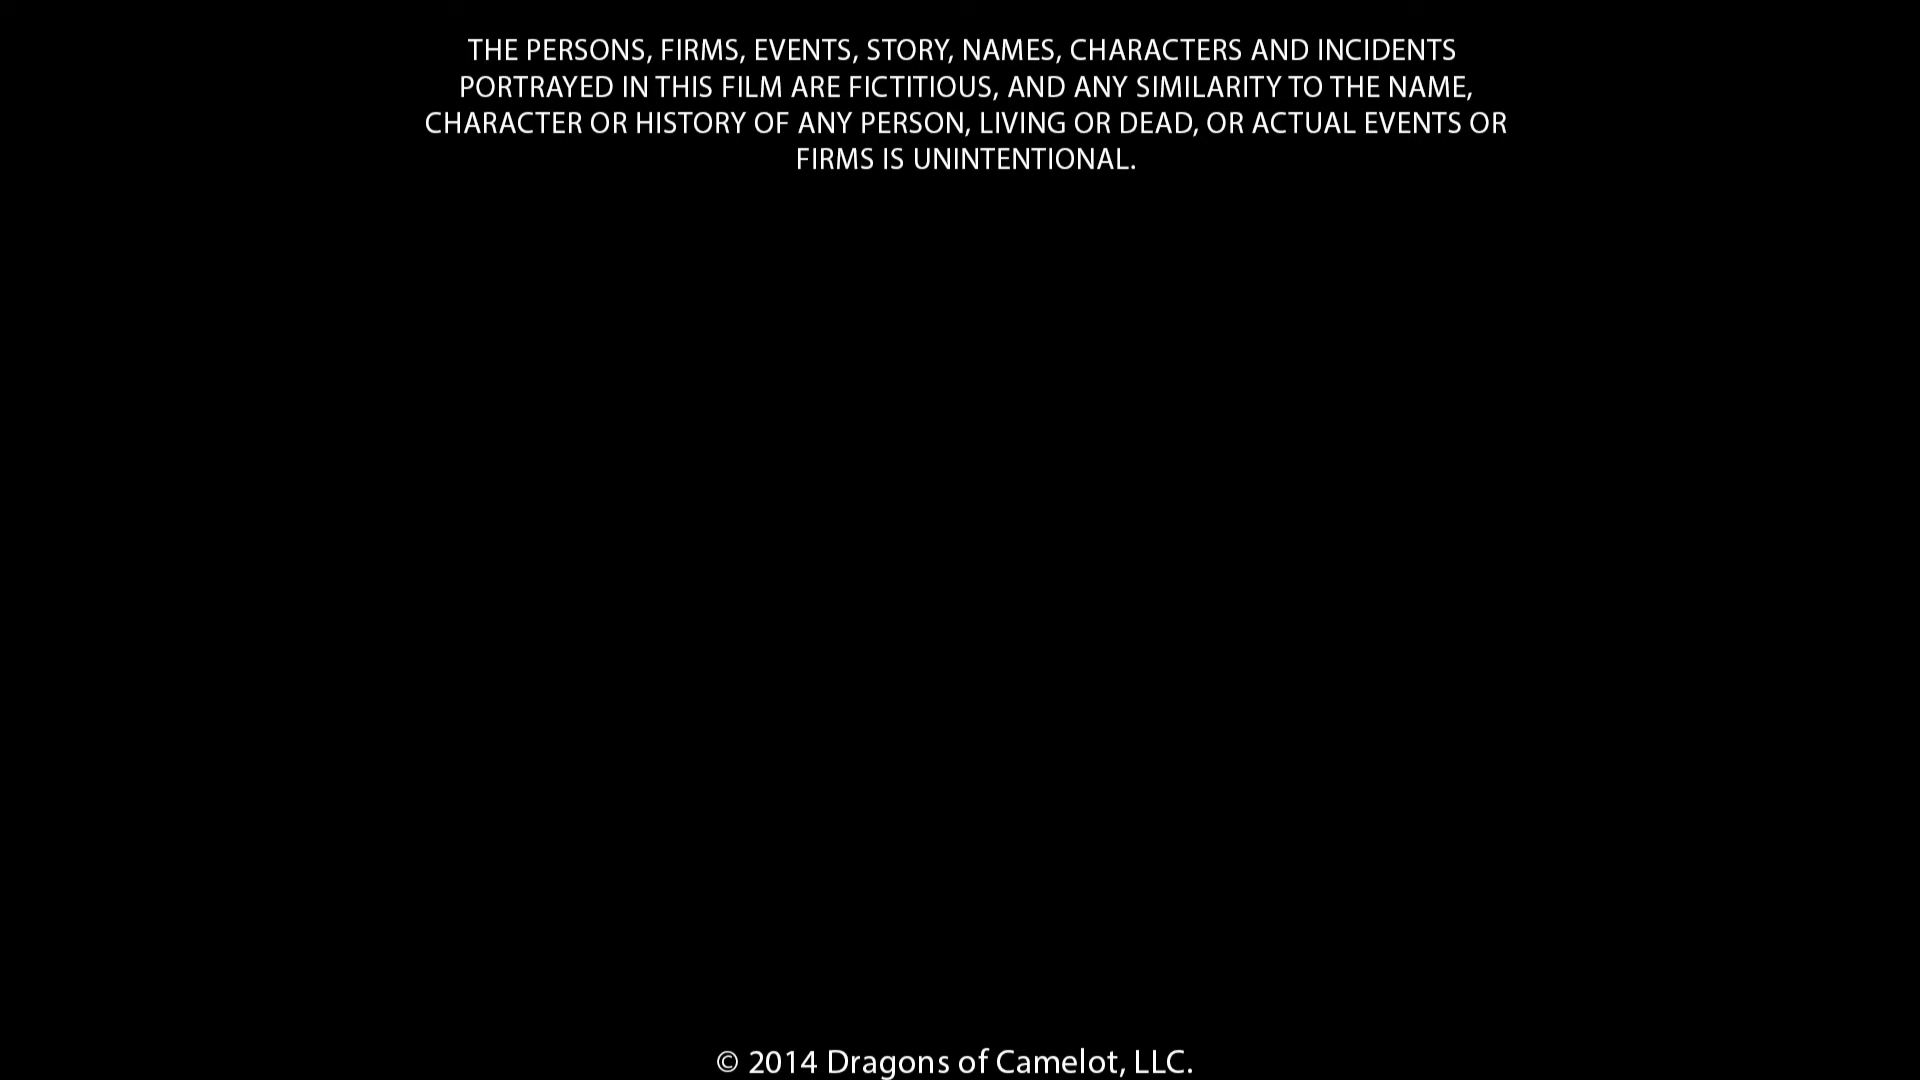 THE PERSONS, FIRMS, EVENTS, STORY, NAMES, CHARACTERS AND INCIDENTS
PORTRAYED IN THIS FILM ARE FICTITIOUS, AND ANY SIMILARITY TO THE NAME,
CHARACTER OR HISTORY OF ANY PERSON, LIVING OR DEAD, OR ACTUAL EVENTS OR
FIRMS IS UNINTENTIONAL.
© 2014 Dragons of Camelot, LLC.